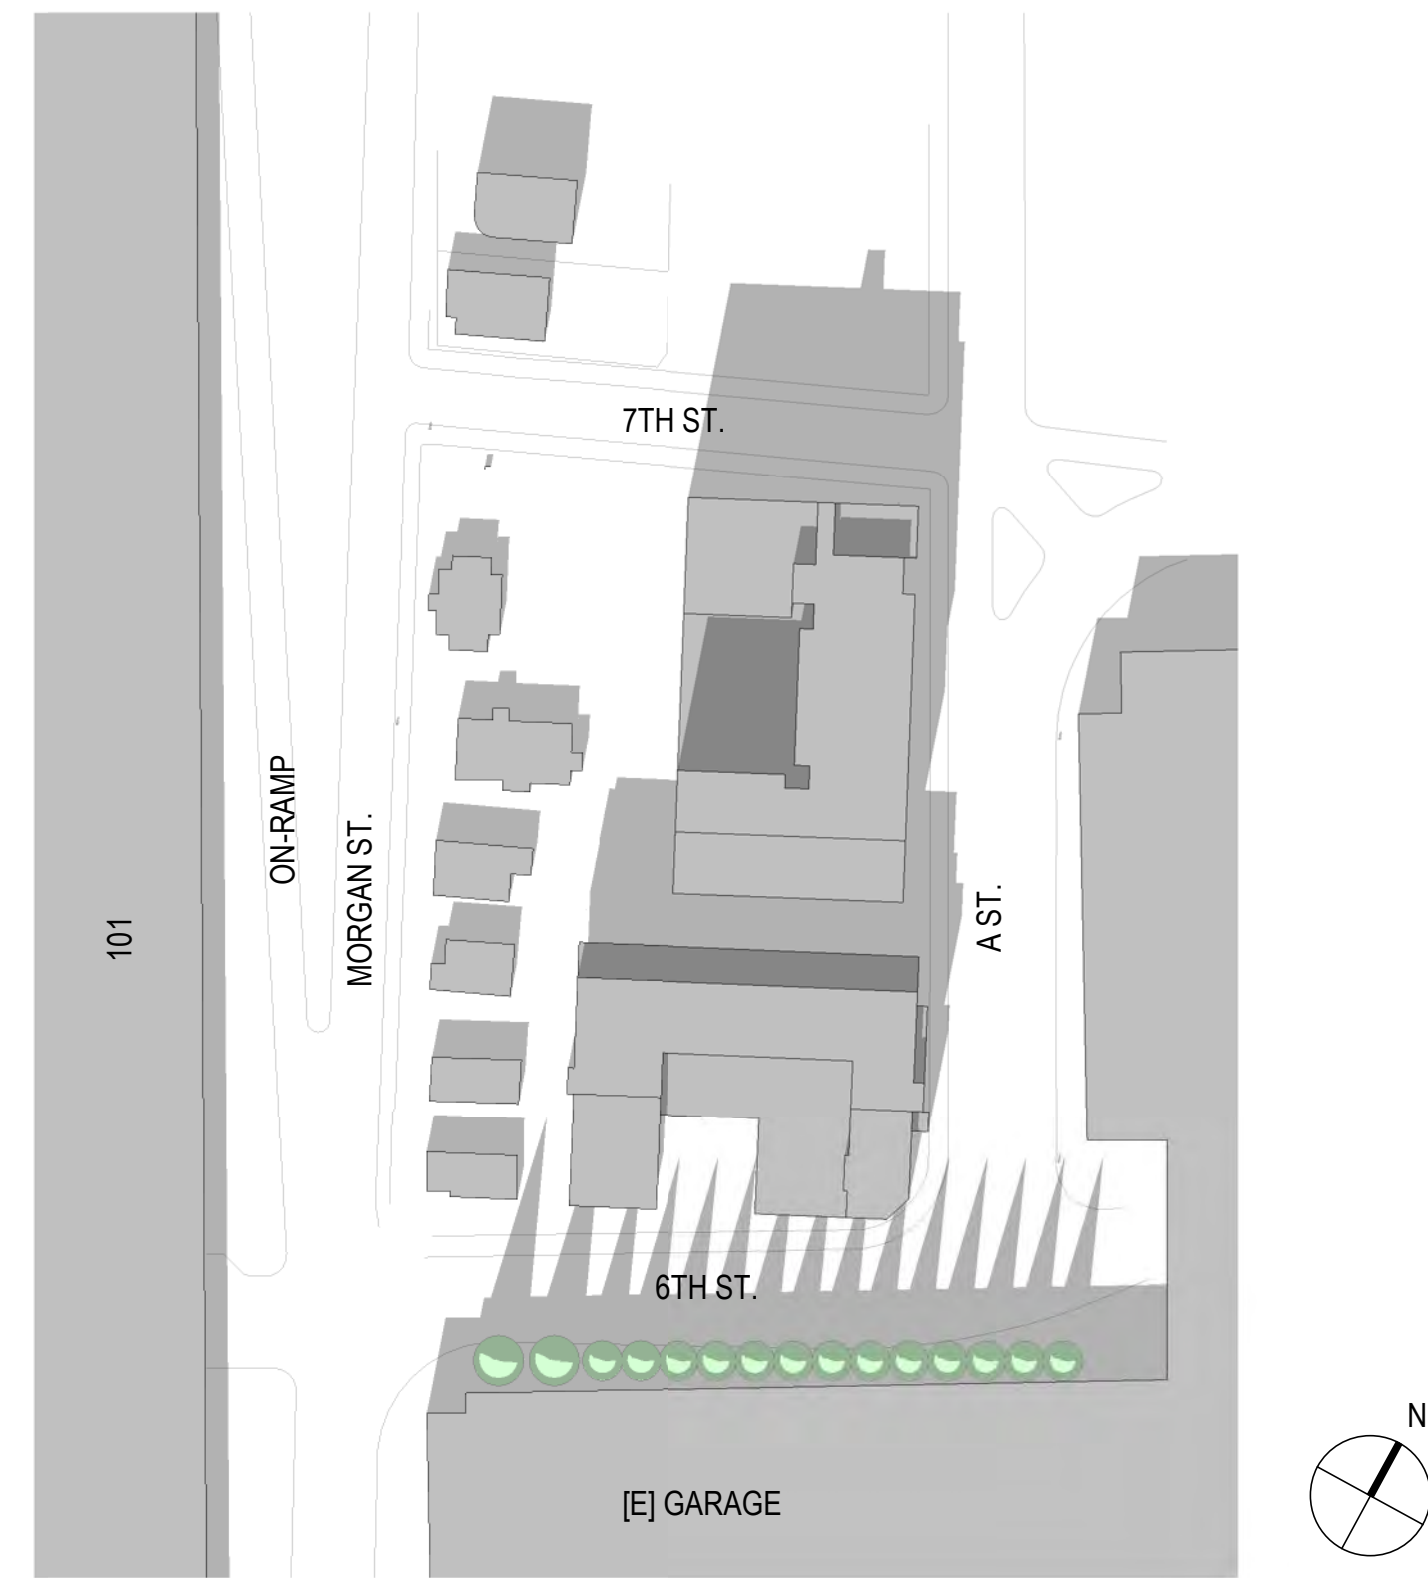 7TH ST.
ON-RAMP
MORGAN ST.
101
A ST.
6TH ST.
N
[E] GARAGE